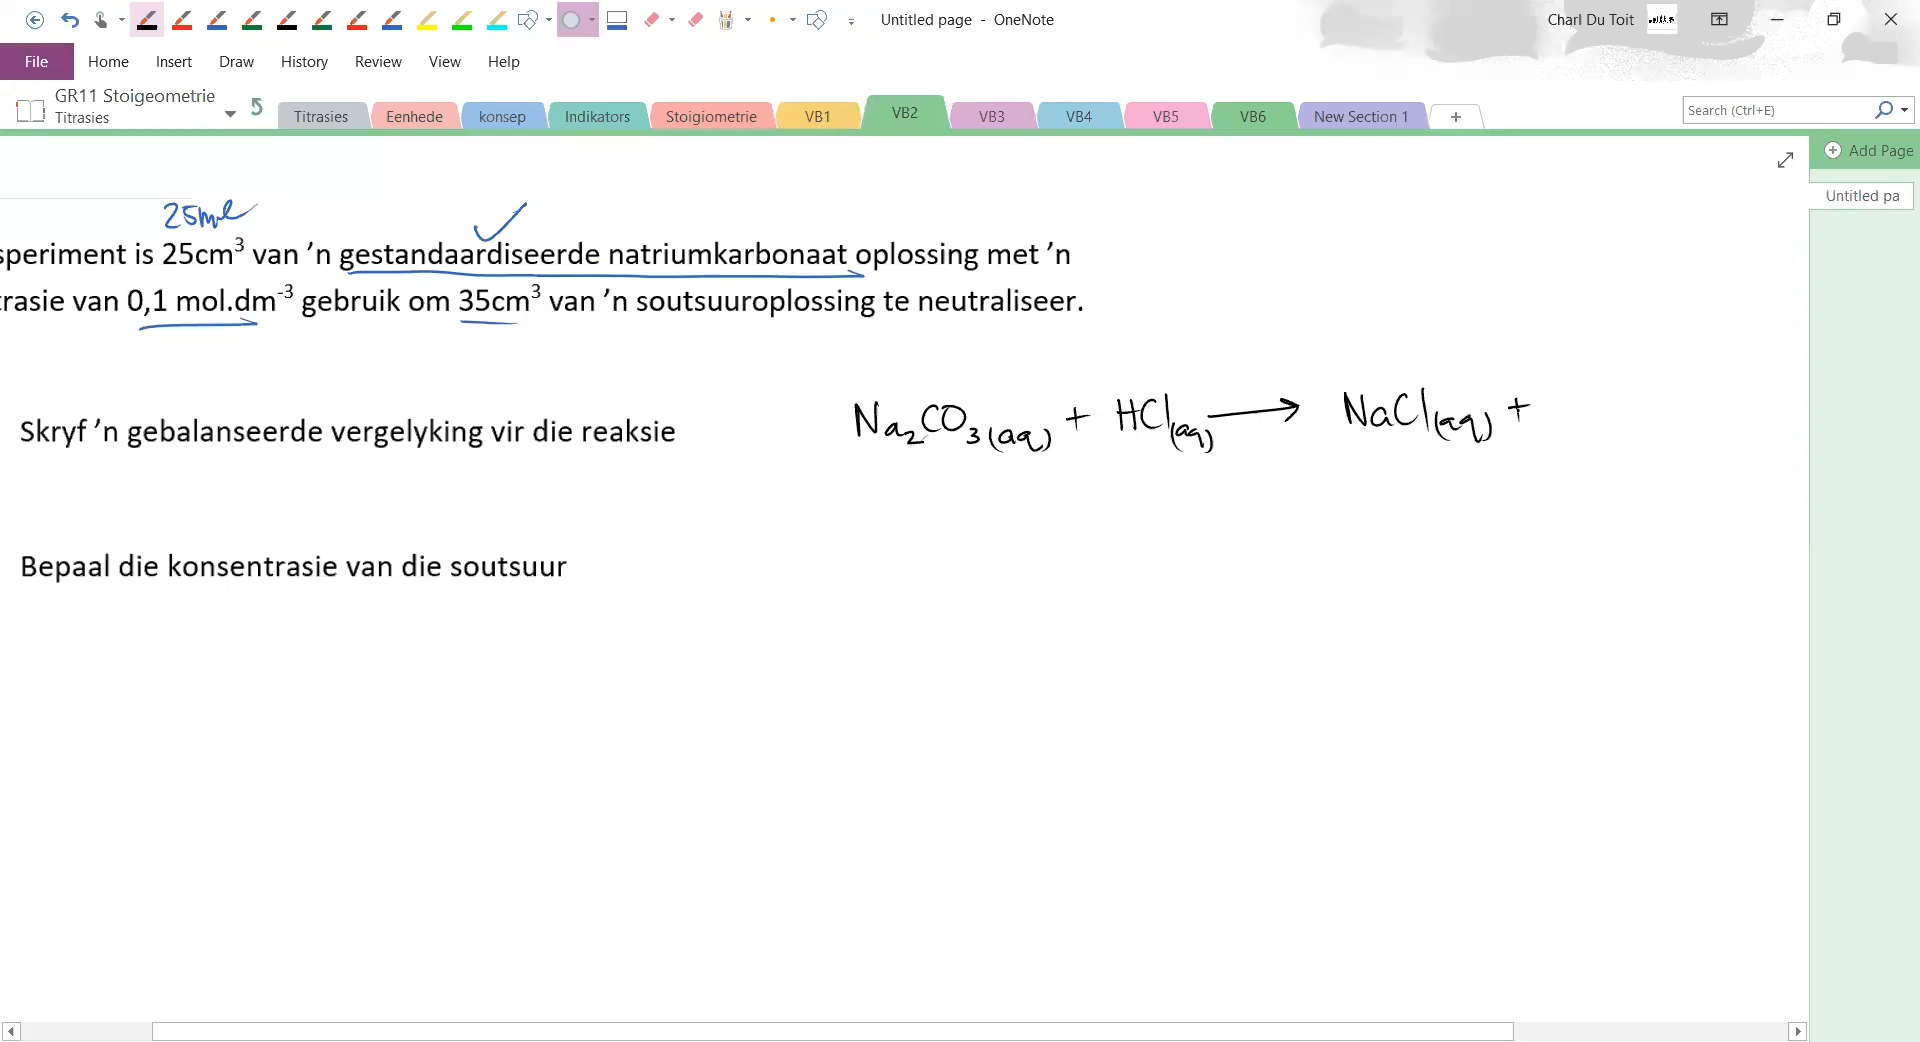 Untitled page - OneNote
Charl Du Toit
File Home Insert Draw History Review View Help
GR11 Stoigeometrie
Titrasies
Titrasies Eenhede konsep Indikators Stoigiometrie VB1 VB2 VB3 VB4 VB5 VB6 New Section 1 +
Search (Ctrl+E)
Add Page
Untitled pa
25ml
speriment is 25cm³ van ’n gestandaardiseerde natriumkarbonaat oplossing met ’n
trasie van 0,1 mol.dm⁻³ gebruik om 35cm³ van ’n soutsuuroplossing te neutraliseer.
Skryf ’n gebalanseerde vergelyking vir die reaksie
Na₂CO₃(aq) + HCl(aq) → NaCl(aq) +
Bepaal die konsentrasie van die soutsuur